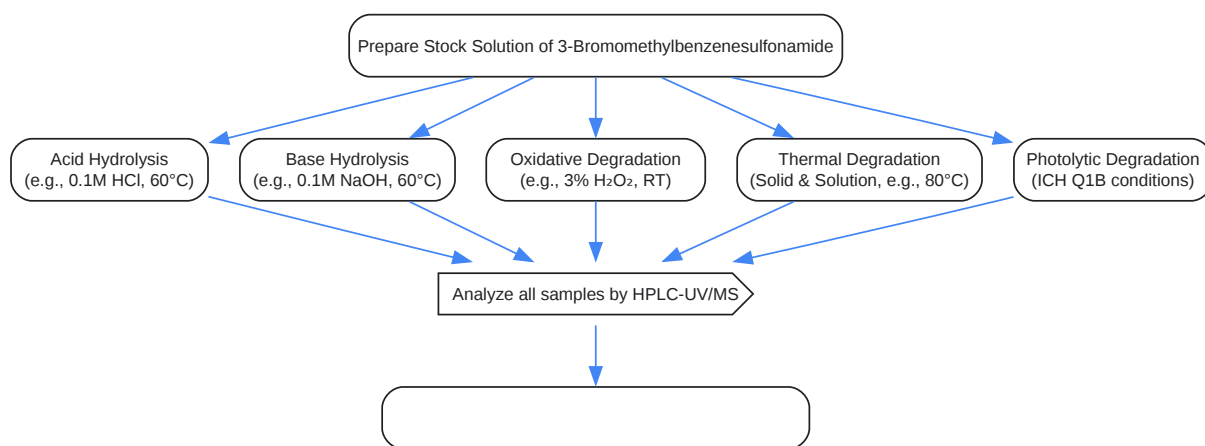 Prepare Stock Solution of 3-Bromomethylbenzenesulfonamide
Acid Hydrolysis
(e.g., 0.1M HCl, 60°C)
Base Hydrolysis
(e.g., 0.1M NaOH, 60°C)
Oxidative Degradation
(e.g., 3% H₂O₂, RT)
Thermal Degradation
(Solid & Solution, e.g., 80°C)
Photolytic Degradation
(ICH Q1B conditions)
Analyze all samples by HPLC-UV/MS